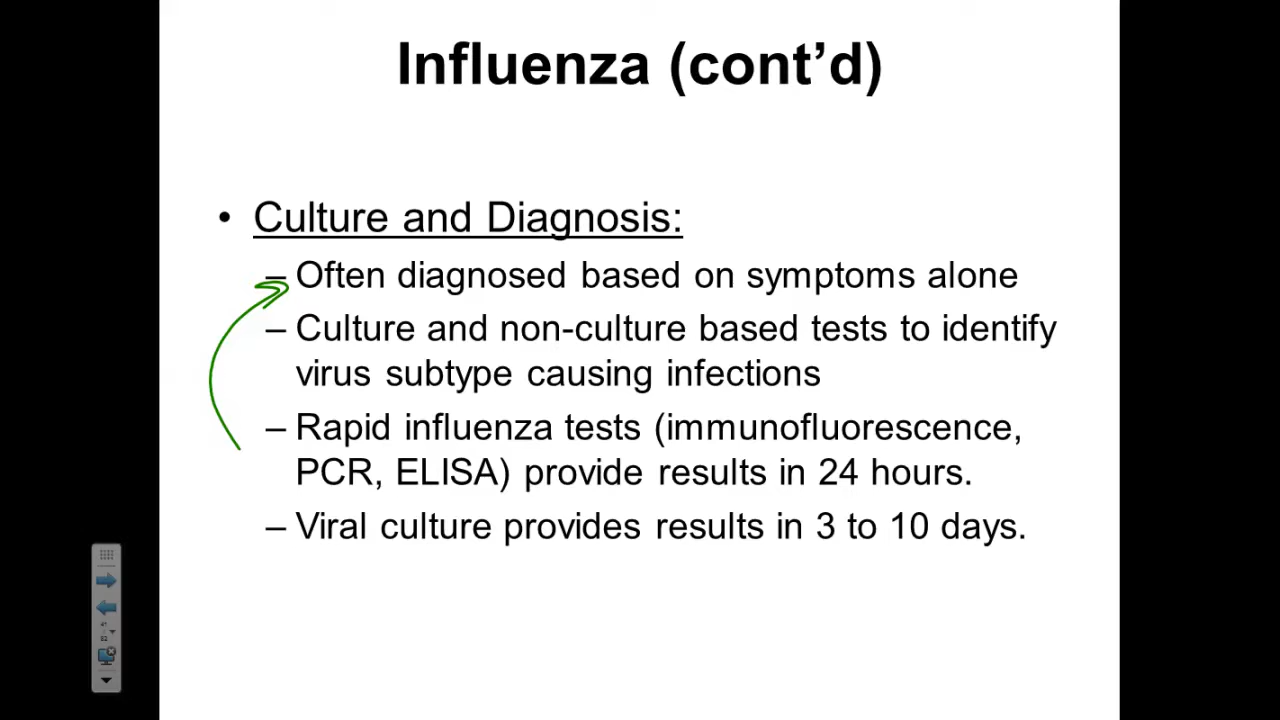 Influenza (cont’d)
• Culture and Diagnosis:
– Often diagnosed based on symptoms alone
– Culture and non-culture based tests to identify
virus subtype causing infections
– Rapid influenza tests (immunofluorescence,
PCR, ELISA) provide results in 24 hours.
– Viral culture provides results in 3 to 10 days.